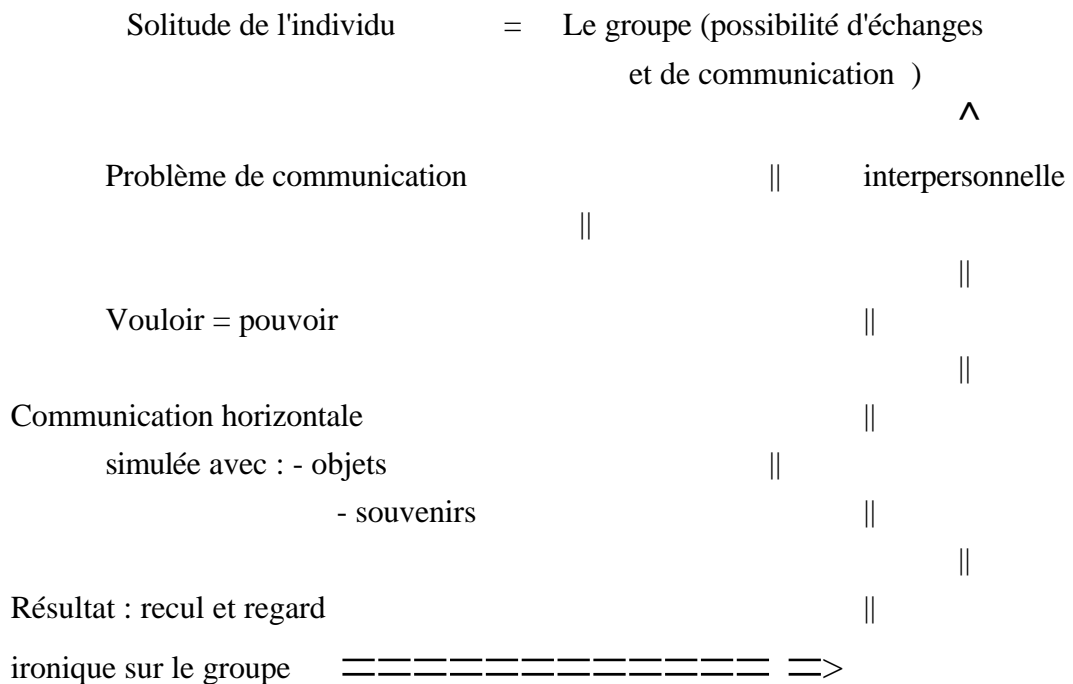 Solitude de l'individu = Le groupe (possibilité d'échanges
et de communication )
^
Problème de communication || interpersonnelle
||
||
Vouloir = pouvoir ||
||
Communication horizontale ||
simulée avec : - objets ||
- souvenirs ||
||
Résultat : recul et regard ||
ironique sur le groupe ============ =>